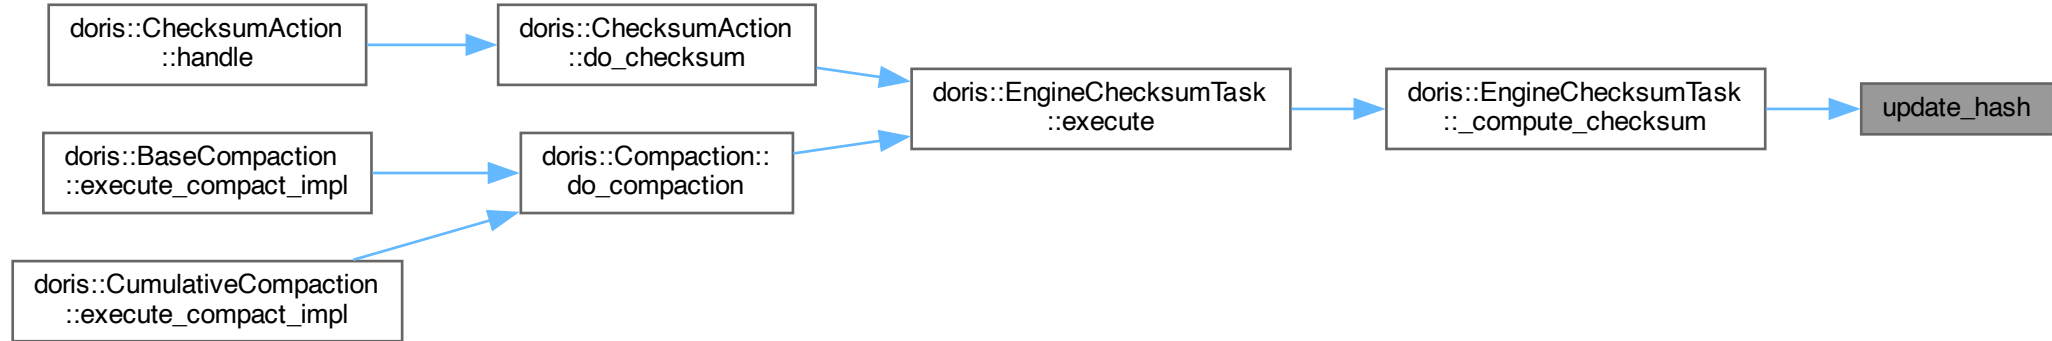 doris::ChecksumAction
::handle
doris::ChecksumAction
::do_checksum
doris::EngineChecksumTask
::execute
doris::EngineChecksumTask
::_compute_checksum
update_hash
doris::BaseCompaction
::execute_compact_impl
doris::Compaction::
do_compaction
doris::CumulativeCompaction
::execute_compact_impl